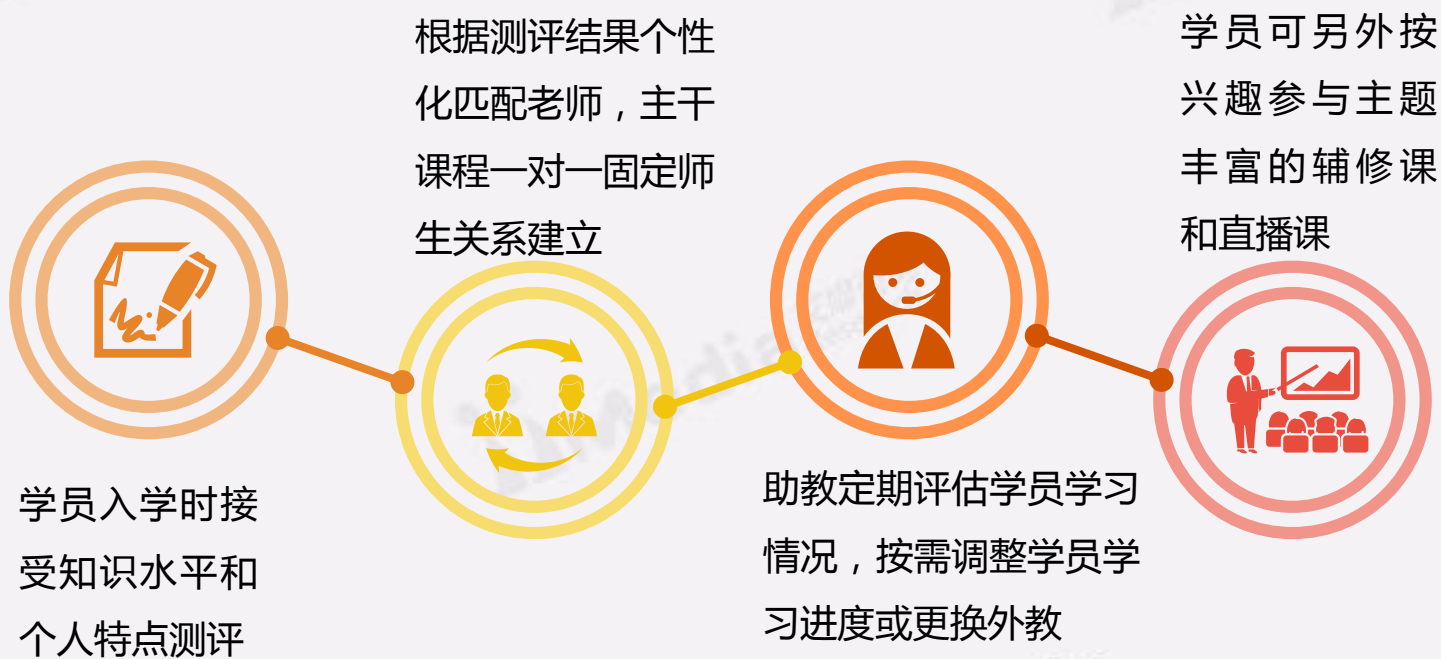 学员入学时接
受知识水平和
个人特点测评
根据测评结果个性
化匹配老师，主干
课程一对一固定师
生关系建立
助教定期评估学员学习
情况，按需调整学员学
习进度或更换外教
学员可另外按
兴趣参与主题
丰富的辅修课
和直播课